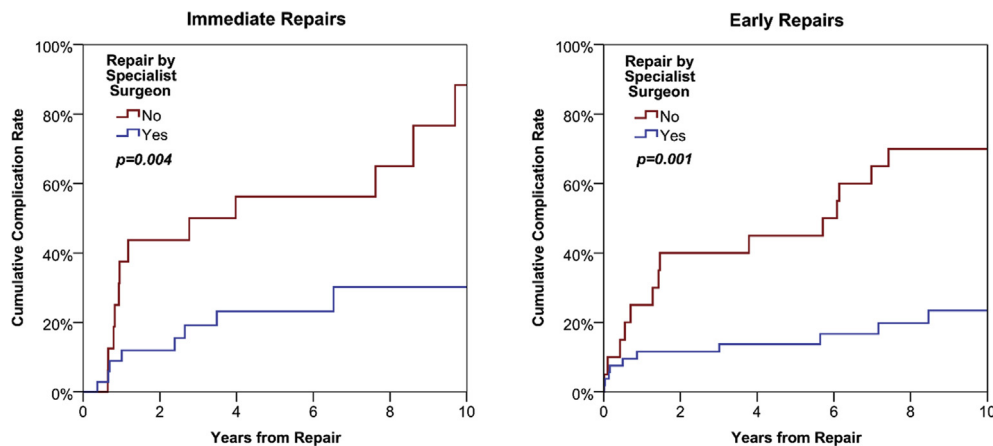 Immediate Repairs
Cumulative Complication Rate
100%
80%
60%
40%
20%
0%
Repair by
Specialist
Surgeon
No
Yes
p=0.004
0 2 4 6 8 10
Years from Repair
Early Repairs
Cumulative Complication Rate
100%
80%
60%
40%
20%
0%
Repair by
Specialist
Surgeon
No
Yes
p=0.001
0 2 4 6 8 10
Years from Repair